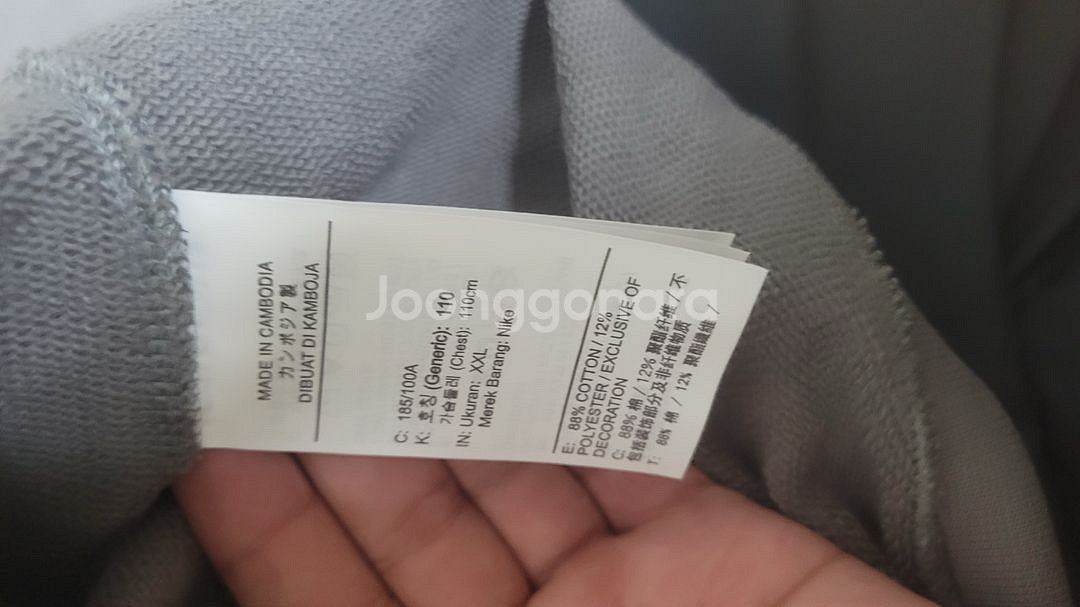 MADE IN CAMBODIA
カンボジア製
DIBUAT DI KAMBOJA
C: 185/100A
K: 호칭 (Generic): 110
가슴둘레 (Chest): 110cm
IN: Ukuran: XXL
Merek Barang: Nike
E: 88% COTTON / 12%
POLYESTER / EXCLUSIVE OF
DECORATION
C: 88% 棉 / 12% 聚酯纤维 / 不
包括装饰部分及非纤维物质
T: 88% 棉 / 12% 聚酯纖維 /
Joonggonara